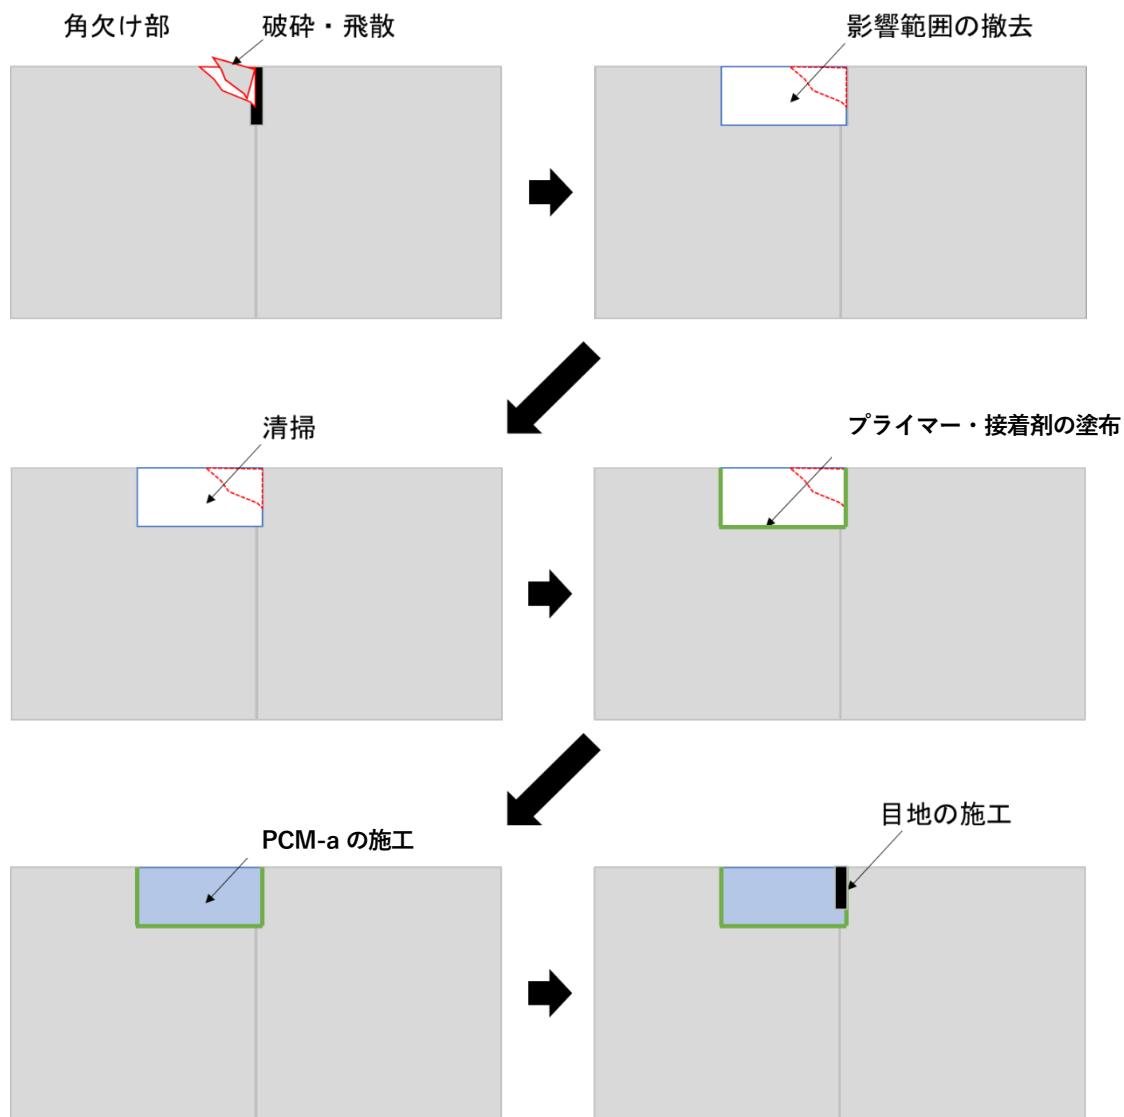 角欠け部
破砕・飛散
影響範囲の撤去
清掃
プライマー・接着剤の塗布
PCM-a の施工
目地の施工